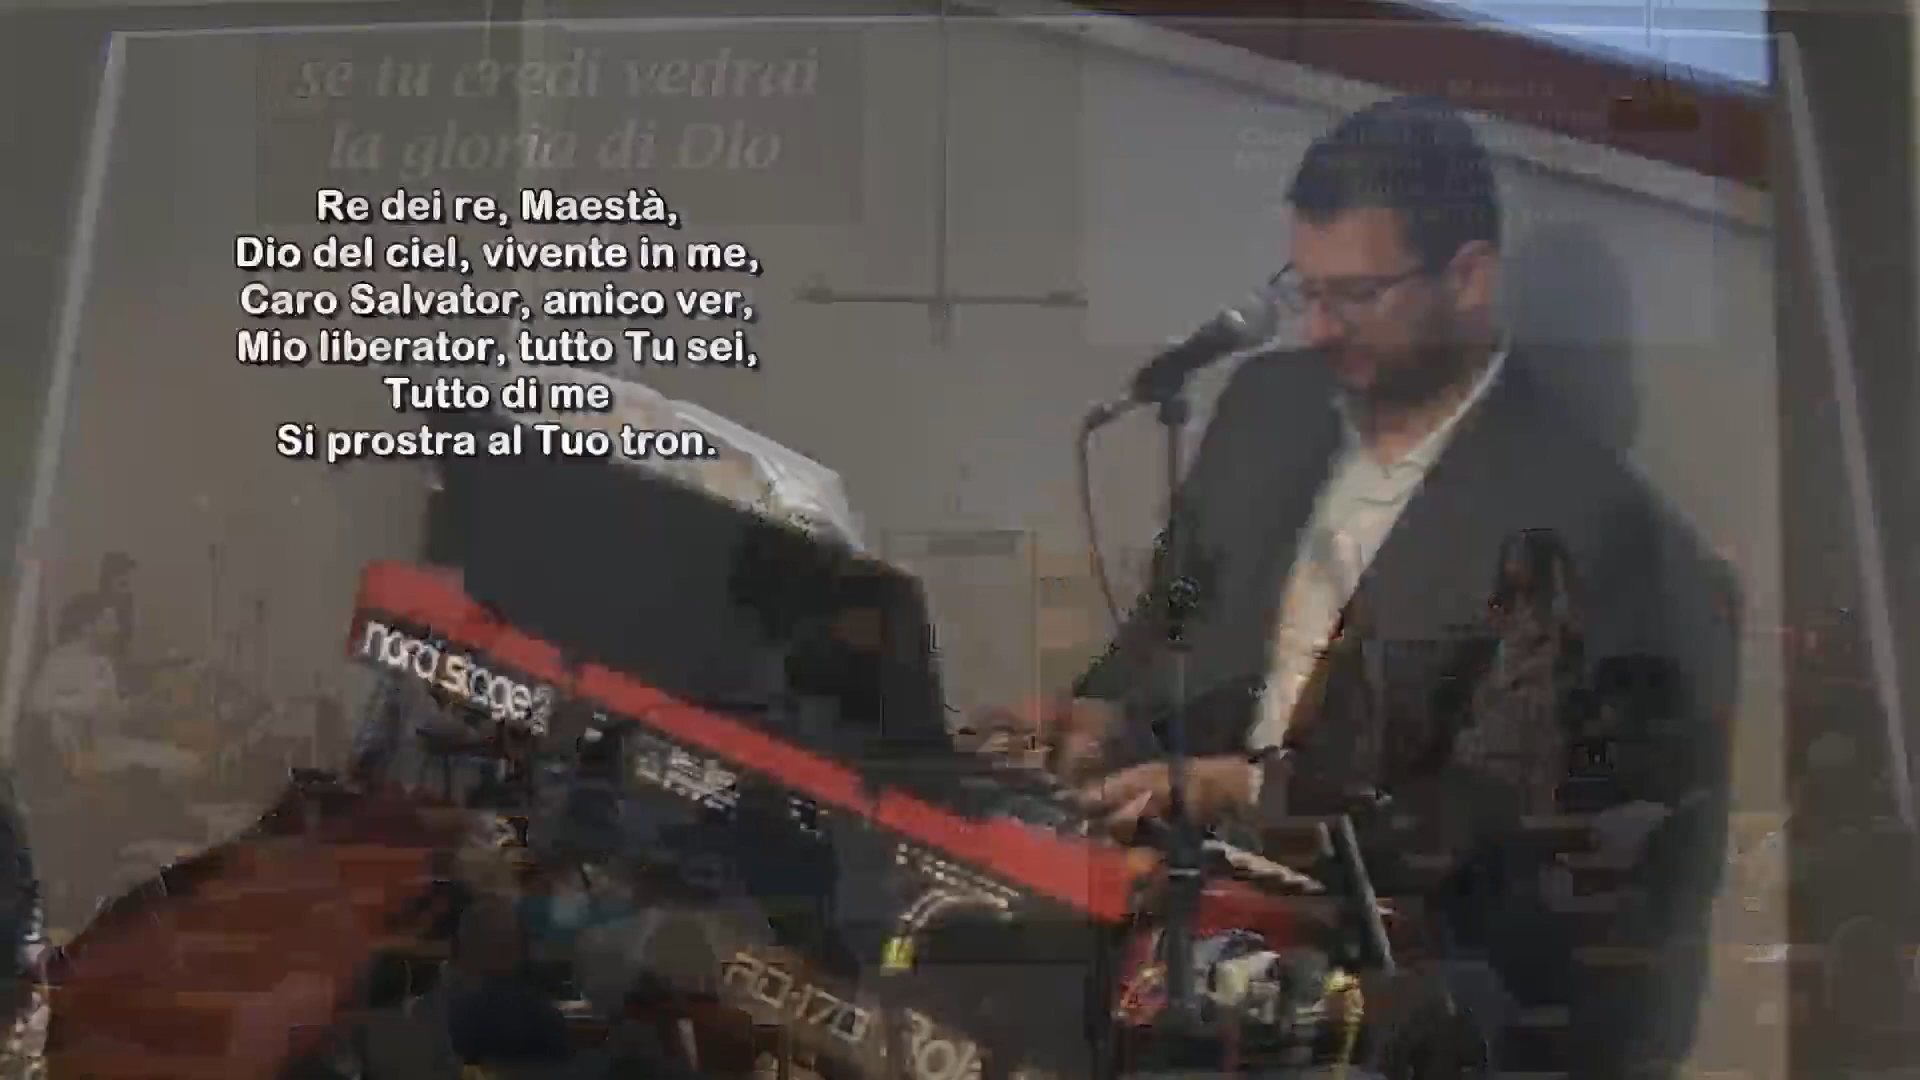 se tu credi vedrai
la gloria di Dio
Re dei re, Maestà,
Dio del ciel, vivente in me,
Caro Salvator, amico ver,
Mio liberator, tutto Tu sei,
Tutto di me
Si prostra al Tuo tron.
nord stage